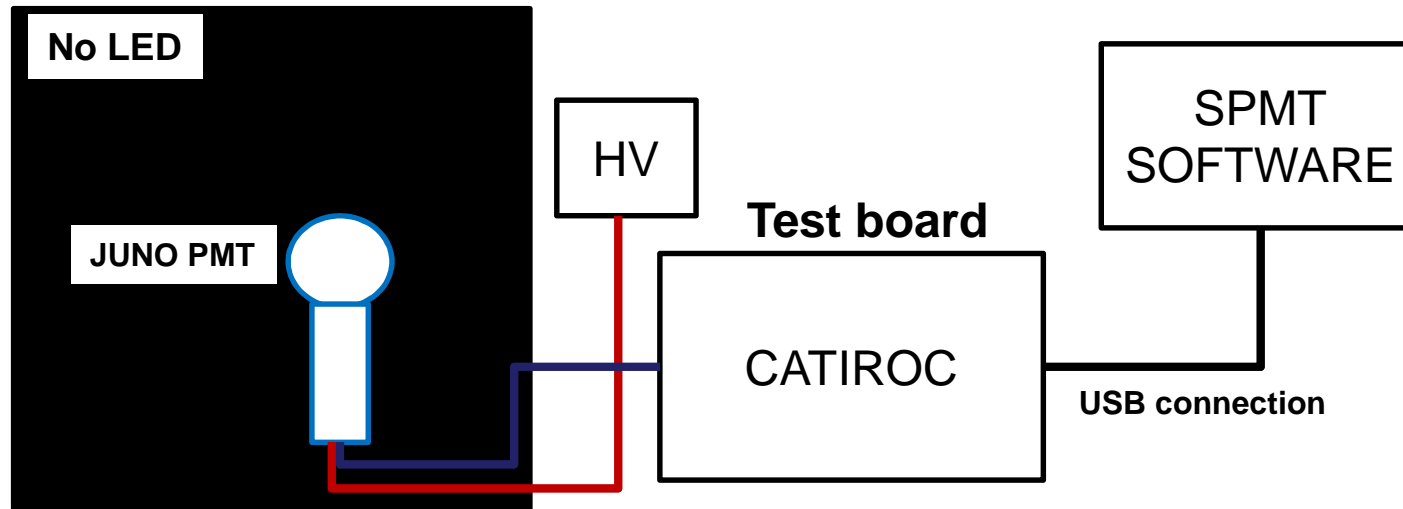 No LED
JUNO PMT
HV
Test board
CATIROC
SPMT
SOFTWARE
USB connection